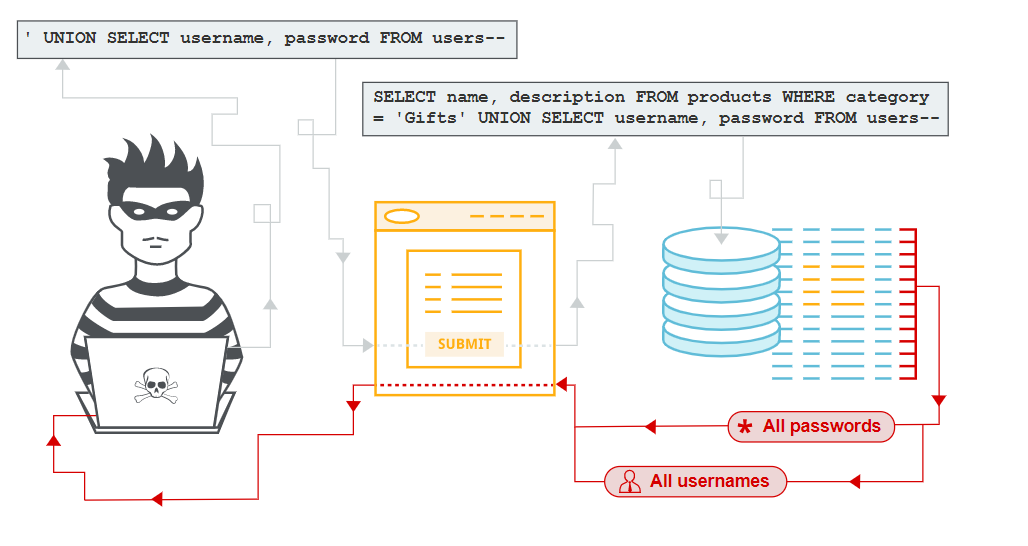 ' UNION SELECT username, password FROM users--
SELECT name, description FROM products WHERE category
= 'Gifts' UNION SELECT username, password FROM users--
SUBMIT
* All passwords
All usernames